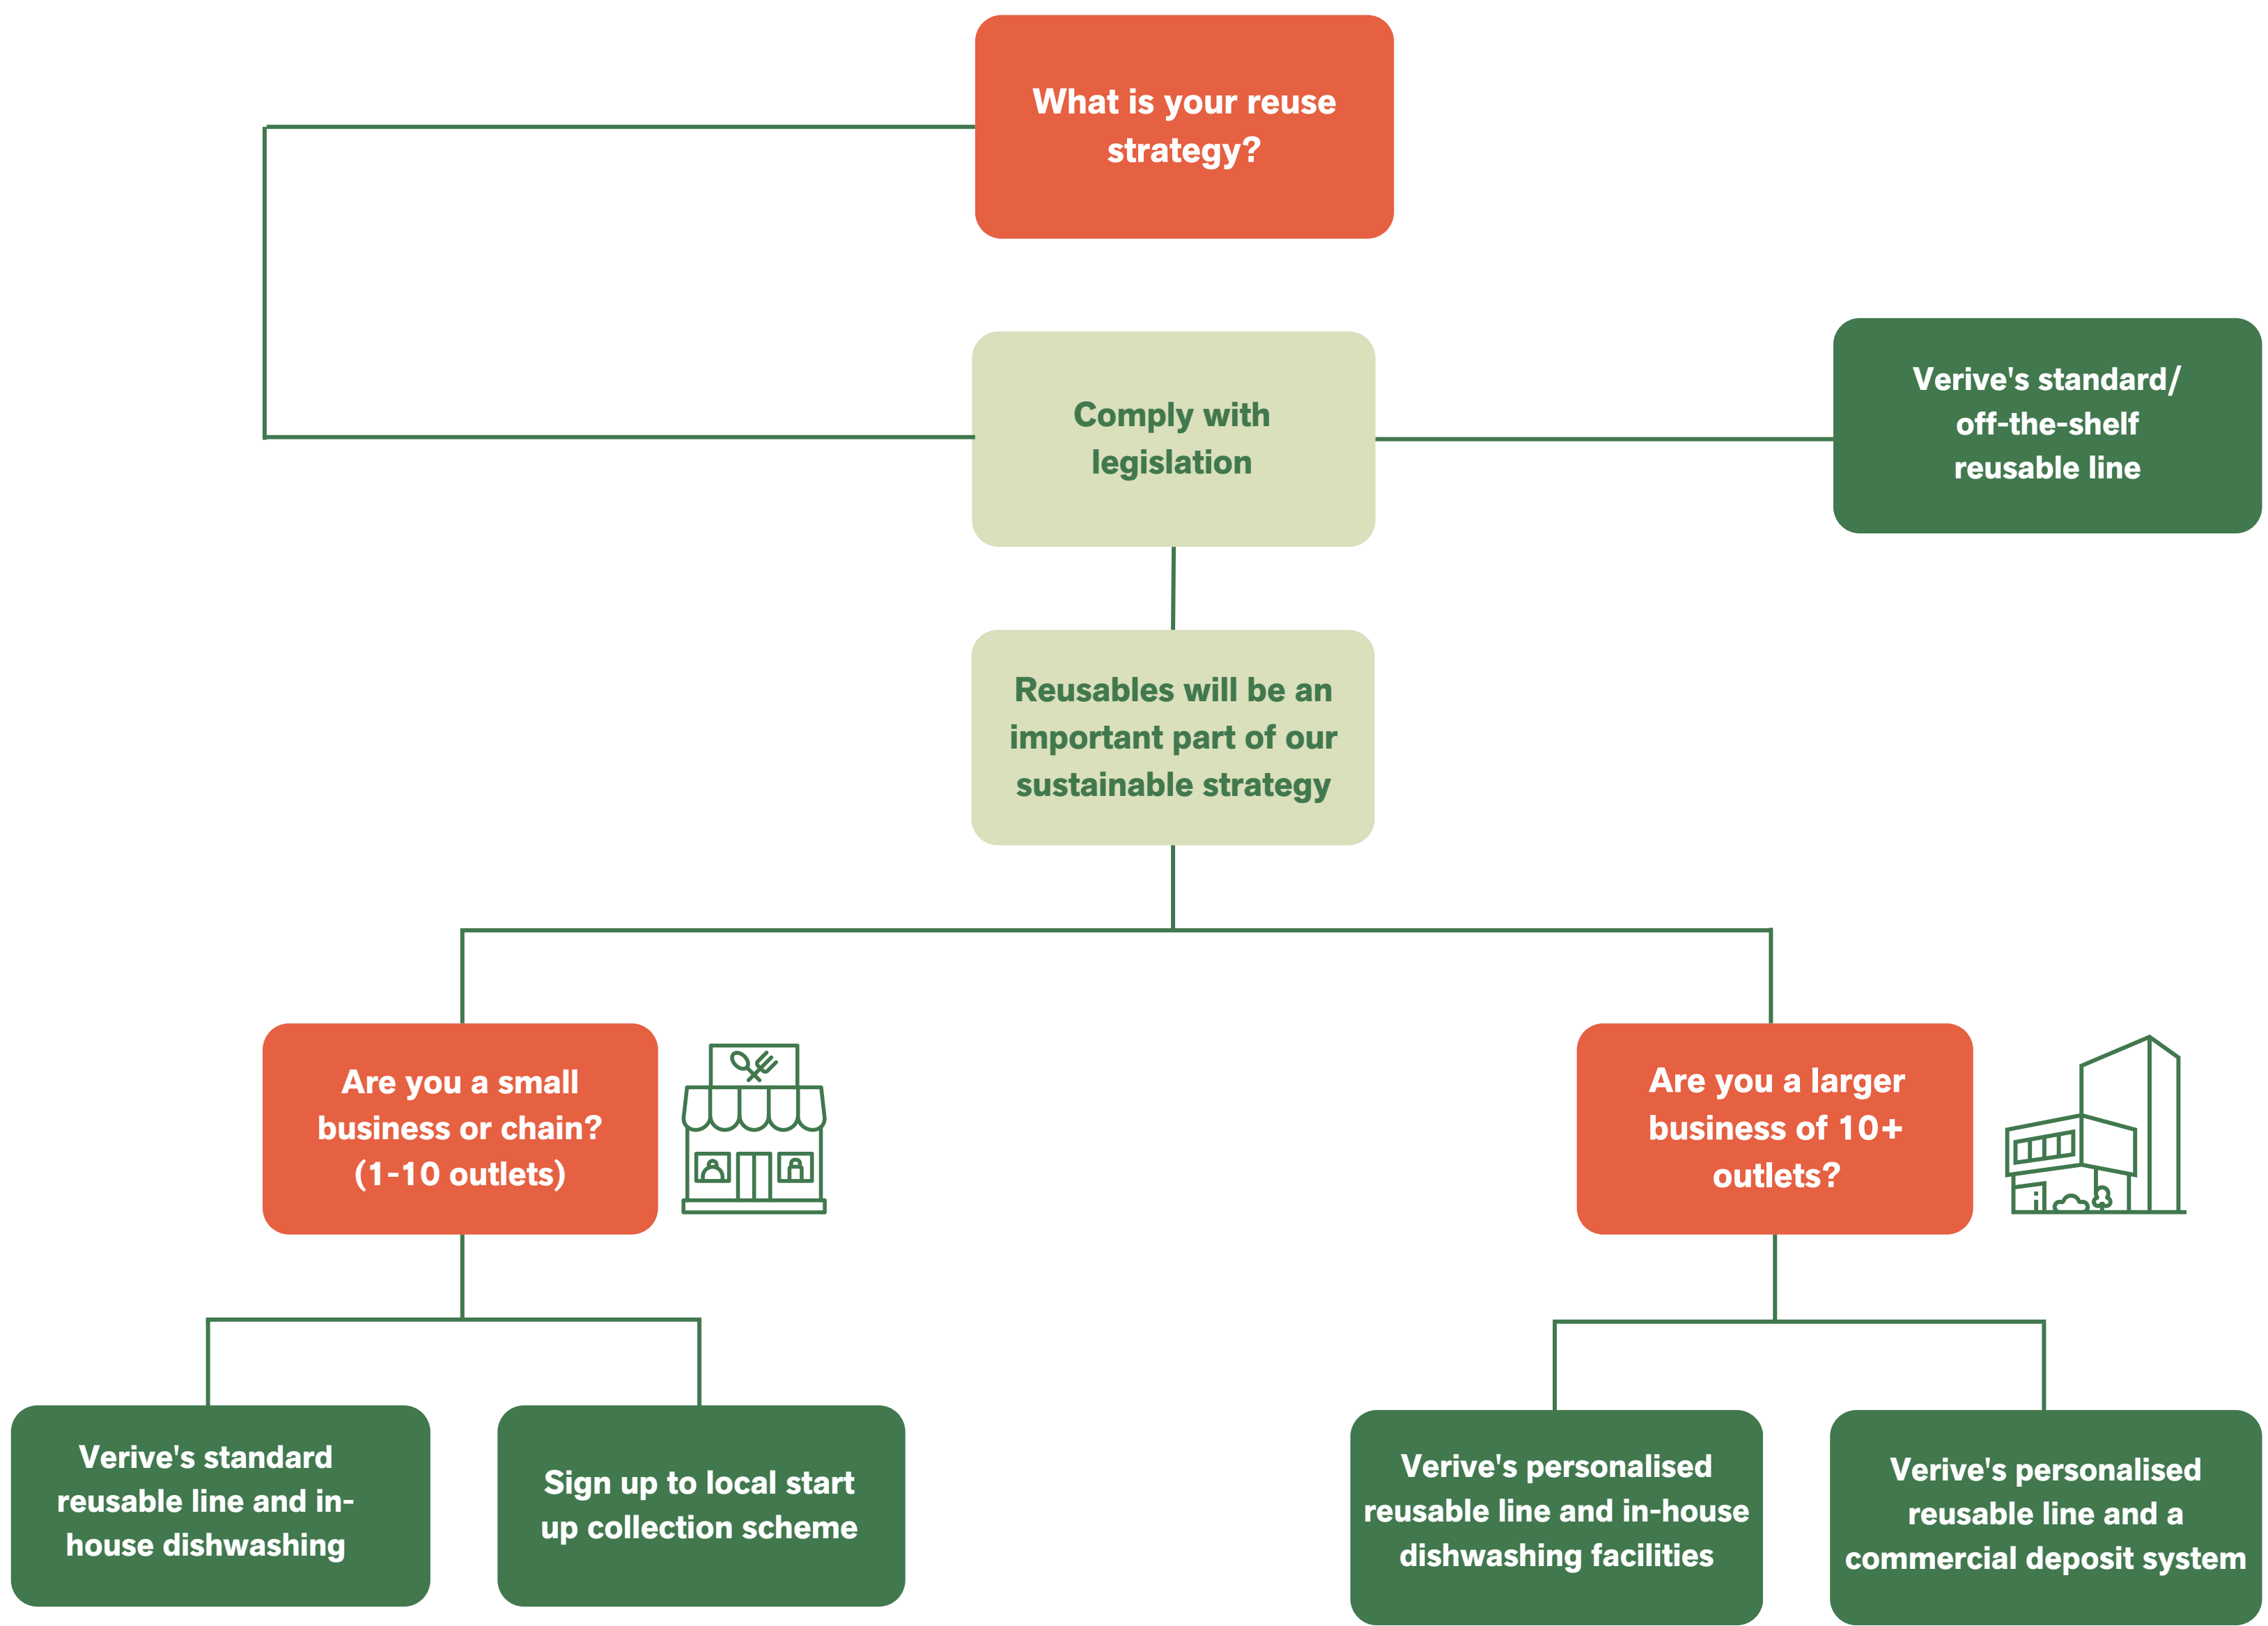 What is your reuse
strategy?
Comply with
legislation
Verive's standard/
off-the-shelf
reusable line
Reusables will be an
important part of our
sustainable strategy
Are you a small
business or chain?
(1-10 outlets)
Are you a larger
business of 10+
outlets?
Verive's standard
reusable line and in-
house dishwashing
Sign up to local start
up collection scheme
Verive's personalised
reusable line and in-house
dishwashing facilities
Verive's personalised
reusable line and a
commercial deposit system